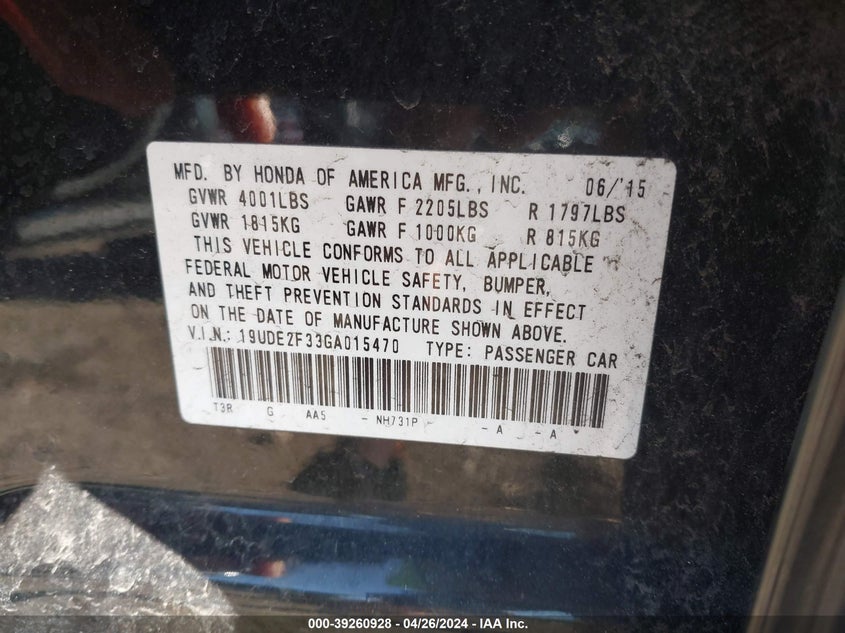 MFD. BY HONDA OF AMERICA MFG., INC. 06/'15
GVWR 4001LBS GAWR F 2205LBS R 1797LBS
GVWR 1815KG GAWR F 1000KG R 815KG
THIS VEHICLE CONFORMS TO ALL APPLICABLE
FEDERAL MOTOR VEHICLE SAFETY, BUMPER,
AND THEFT PREVENTION STANDARDS IN EFFECT
ON THE DATE OF MANUFACTURE SHOWN ABOVE.
V.I.N.: 19UDE2F33GA015470 TYPE: PASSENGER CAR
T3R G AA5 - NH731P - A - A
000-39260928 - 04/26/2024 - IAA Inc.